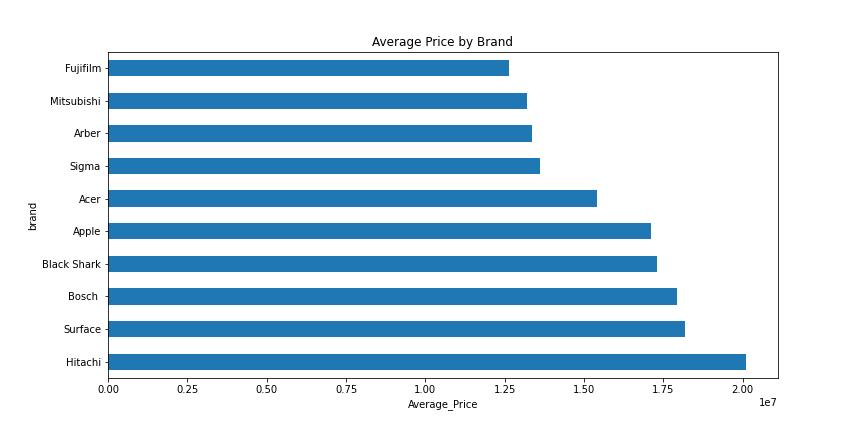 Average Price by Brand
Fujifilm
Mitsubishi
Arber
Sigma
Acer
Apple
Black Shark
Bosch
Surface
Hitachi
brand
0.00 0.25 0.50 0.75 1.00 1.25 1.50 1.75 2.00
1e7
Average_Price